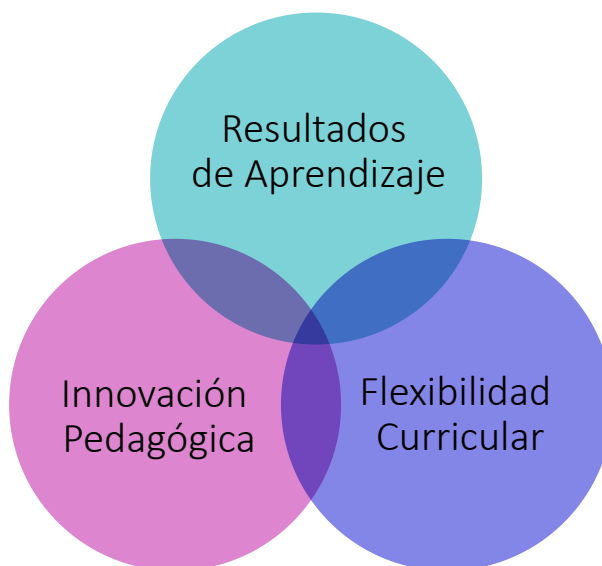 Resultados
de Aprendizaje
Innovación
Pedagógica
Flexibilidad
Curricular